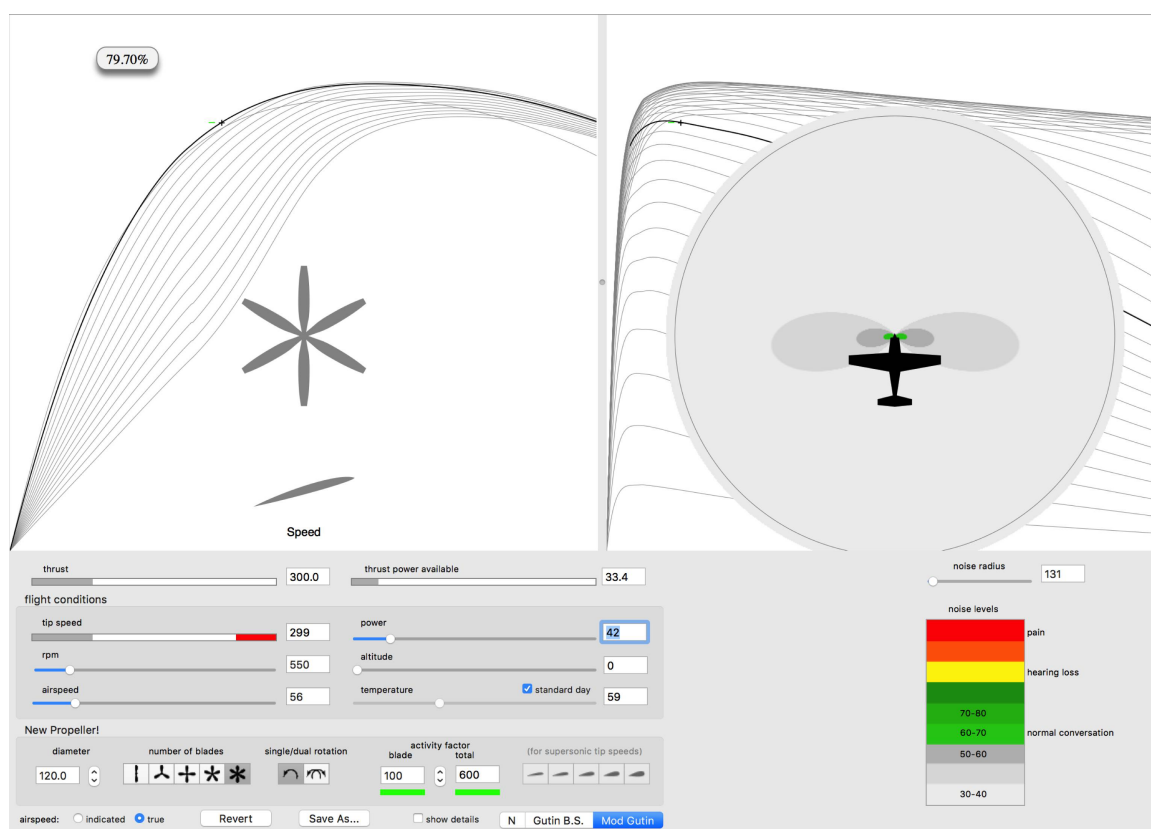 79.70%
Speed
thrust 300.0 thrust power available 33.4
flight conditions
tip speed 299 power 42
rpm 550 altitude 0
airspeed 56 temperature standard day 59
New Propeller!
diameter number of blades single/dual rotation activity factor (for supersonic tip speeds)
blade total
120.0 100 600
airspeed: indicated true Revert Save As... show details N Gutin B.S. Mod Gutin
noise radius 131
noise levels
pain
hearing loss
70-80
60-70 normal conversation
50-60
30-40